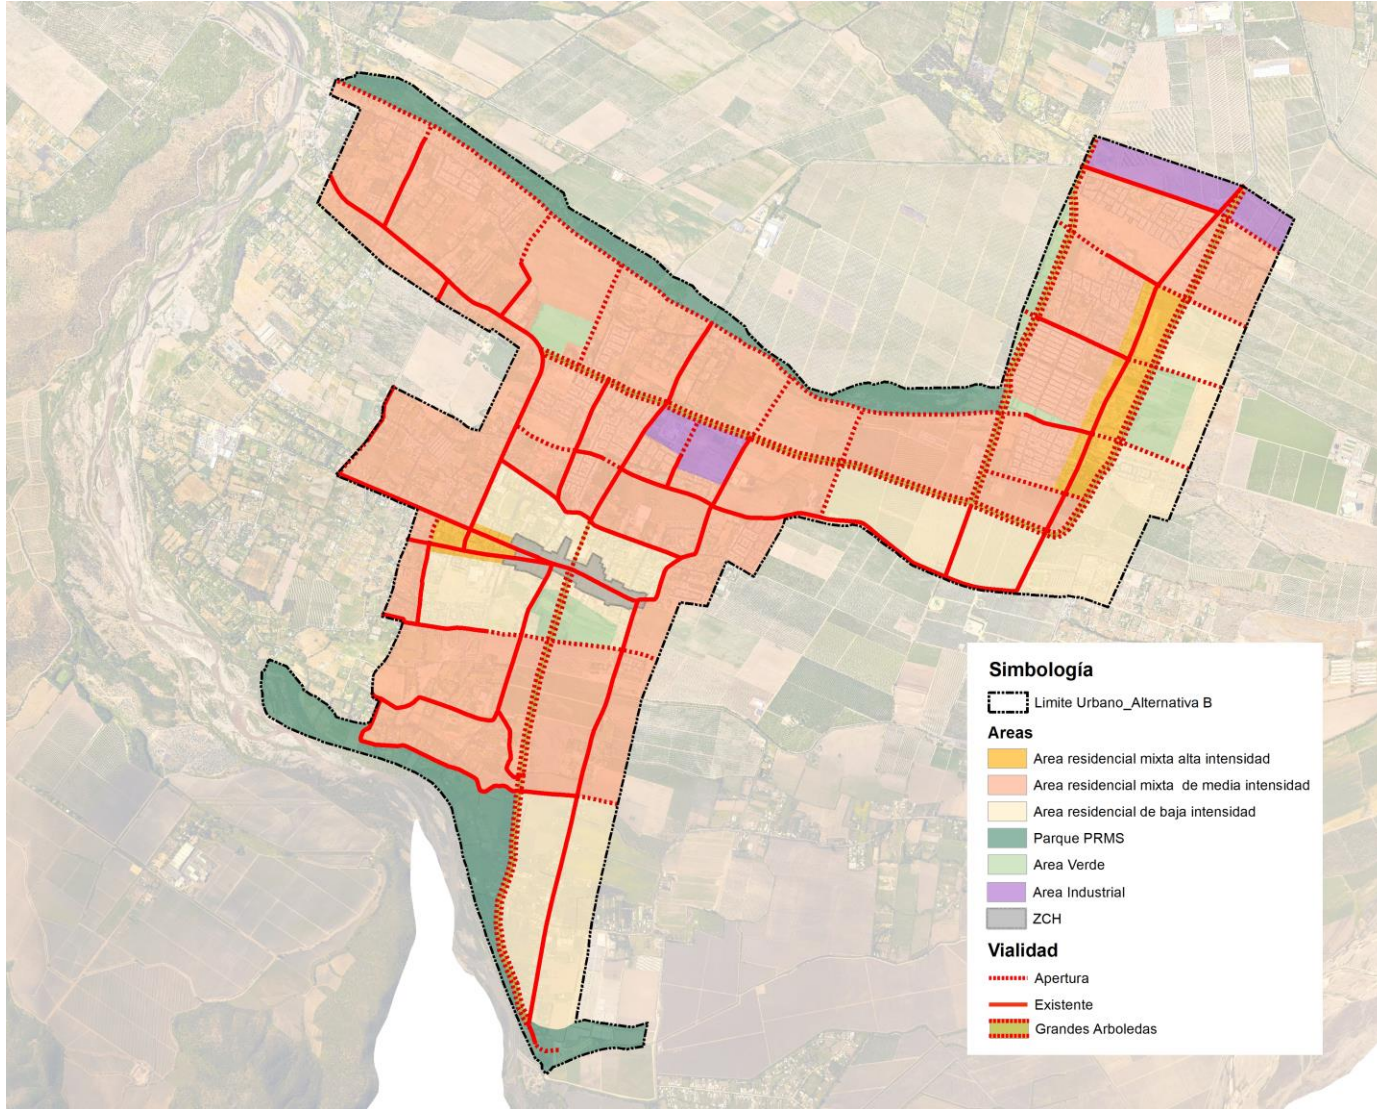 Simbología
Limite Urbano_Alternativa B
Areas
Area residencial mixta alta intensidad
Area residencial mixta de media intensidad
Area residencial de baja intensidad
Parque PRMS
Area Verde
Area Industrial
ZCH
Vialidad
Apertura
Existente
Grandes Arboledas